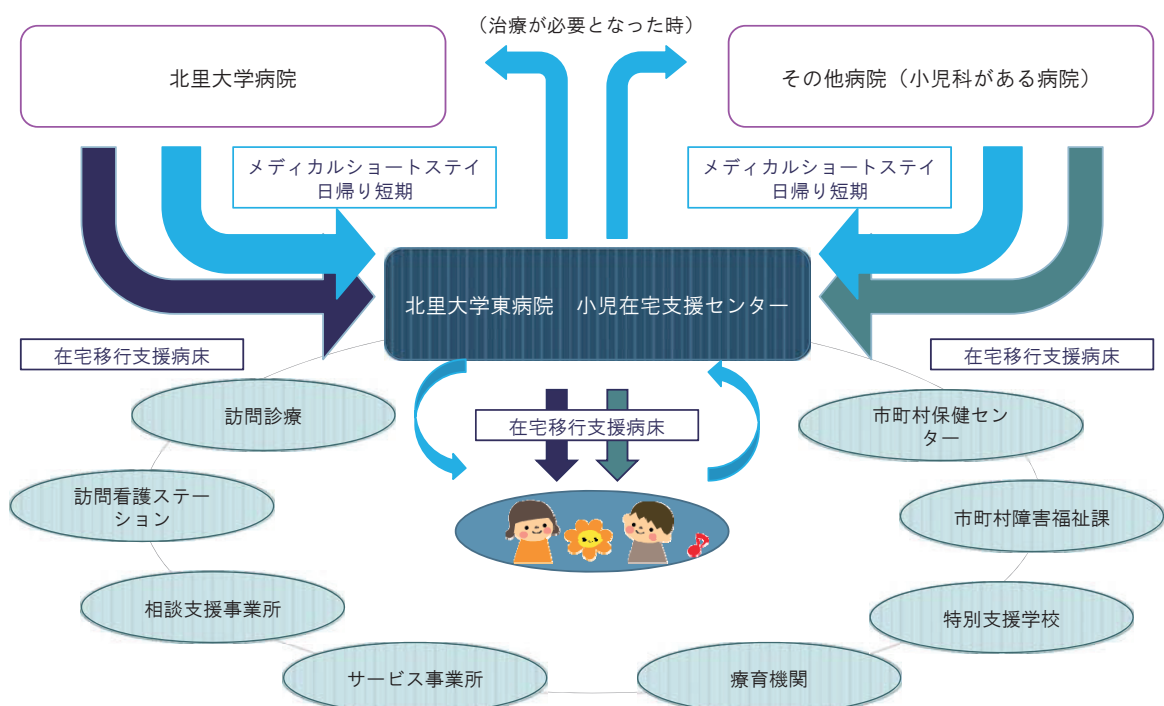 （治療が必要となった時）
北里大学病院
その他病院（小児科がある病院）
メディカルショートステイ
日帰り短期
メディカルショートステイ
日帰り短期
北里大学東病院　小児在宅支援センター
在宅移行支援病床
在宅移行支援病床
訪問診療
在宅移行支援病床
市町村保健セン
ター
訪問看護ステー
ション
市町村障害福祉課
相談支援事業所
特別支援学校
サービス事業所
療育機関